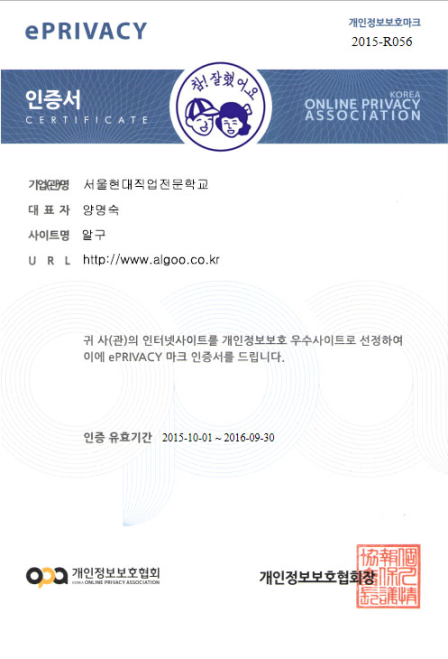 ePRIVACY
개인정보보호마크
2015-R056
인증서
CERTIFICATE
참! 잘했어요
KOREA
ONLINE PRIVACY
ASSOCIATION
기업(관)명 서울현대직업전문학교
대표자 양명숙
사이트명 알구
URL http://www.algoo.co.kr
귀 사(관)의 인터넷사이트를 개인정보보호 우수사이트로 선정하여
이에 ePRIVACY 마크 인증서를 드립니다.
인증 유효기간 2015-10-01 ~ 2016-09-30
opa 개인정보보호협회
KOREA ONLINE PRIVACY ASSOCIATION
개인정보보호협회장